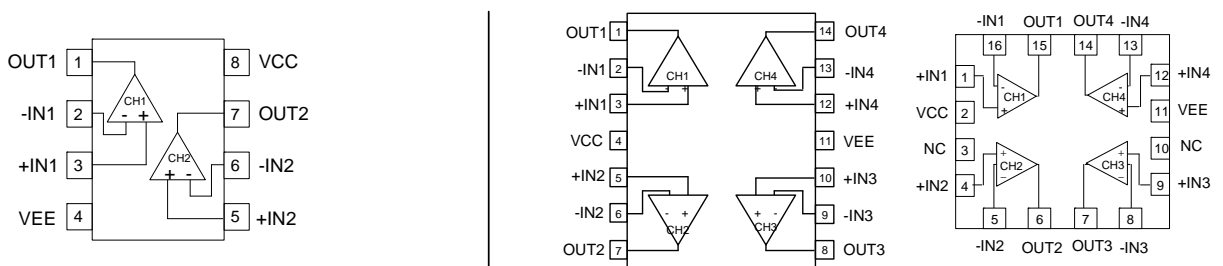 OUT1 1 8 VCC
CH1
-IN1 2 - + 7 OUT2
+IN1 3 CH2 6 -IN2
+ -
VEE 4 5 +IN2
OUT1 1 14 OUT4
-IN1 2 CH1 CH4 13 -IN4
- + + -
+IN1 3 12 +IN4
VCC 4 11 VEE
+IN2 5 10 +IN3
-IN2 6 - + + - 9 -IN3
CH2 CH3
OUT2 7 8 OUT3
-IN1 OUT1 OUT4 -IN4
16 15 14 13
+IN1 1 - - 12 +IN4
CH1 CH4
+ +
VCC 2 11 VEE
NC 3 10 NC
+ +
CH2 CH3
- -
+IN2 4 9 +IN3
5 6 7 8
-IN2 OUT2 OUT3 -IN3